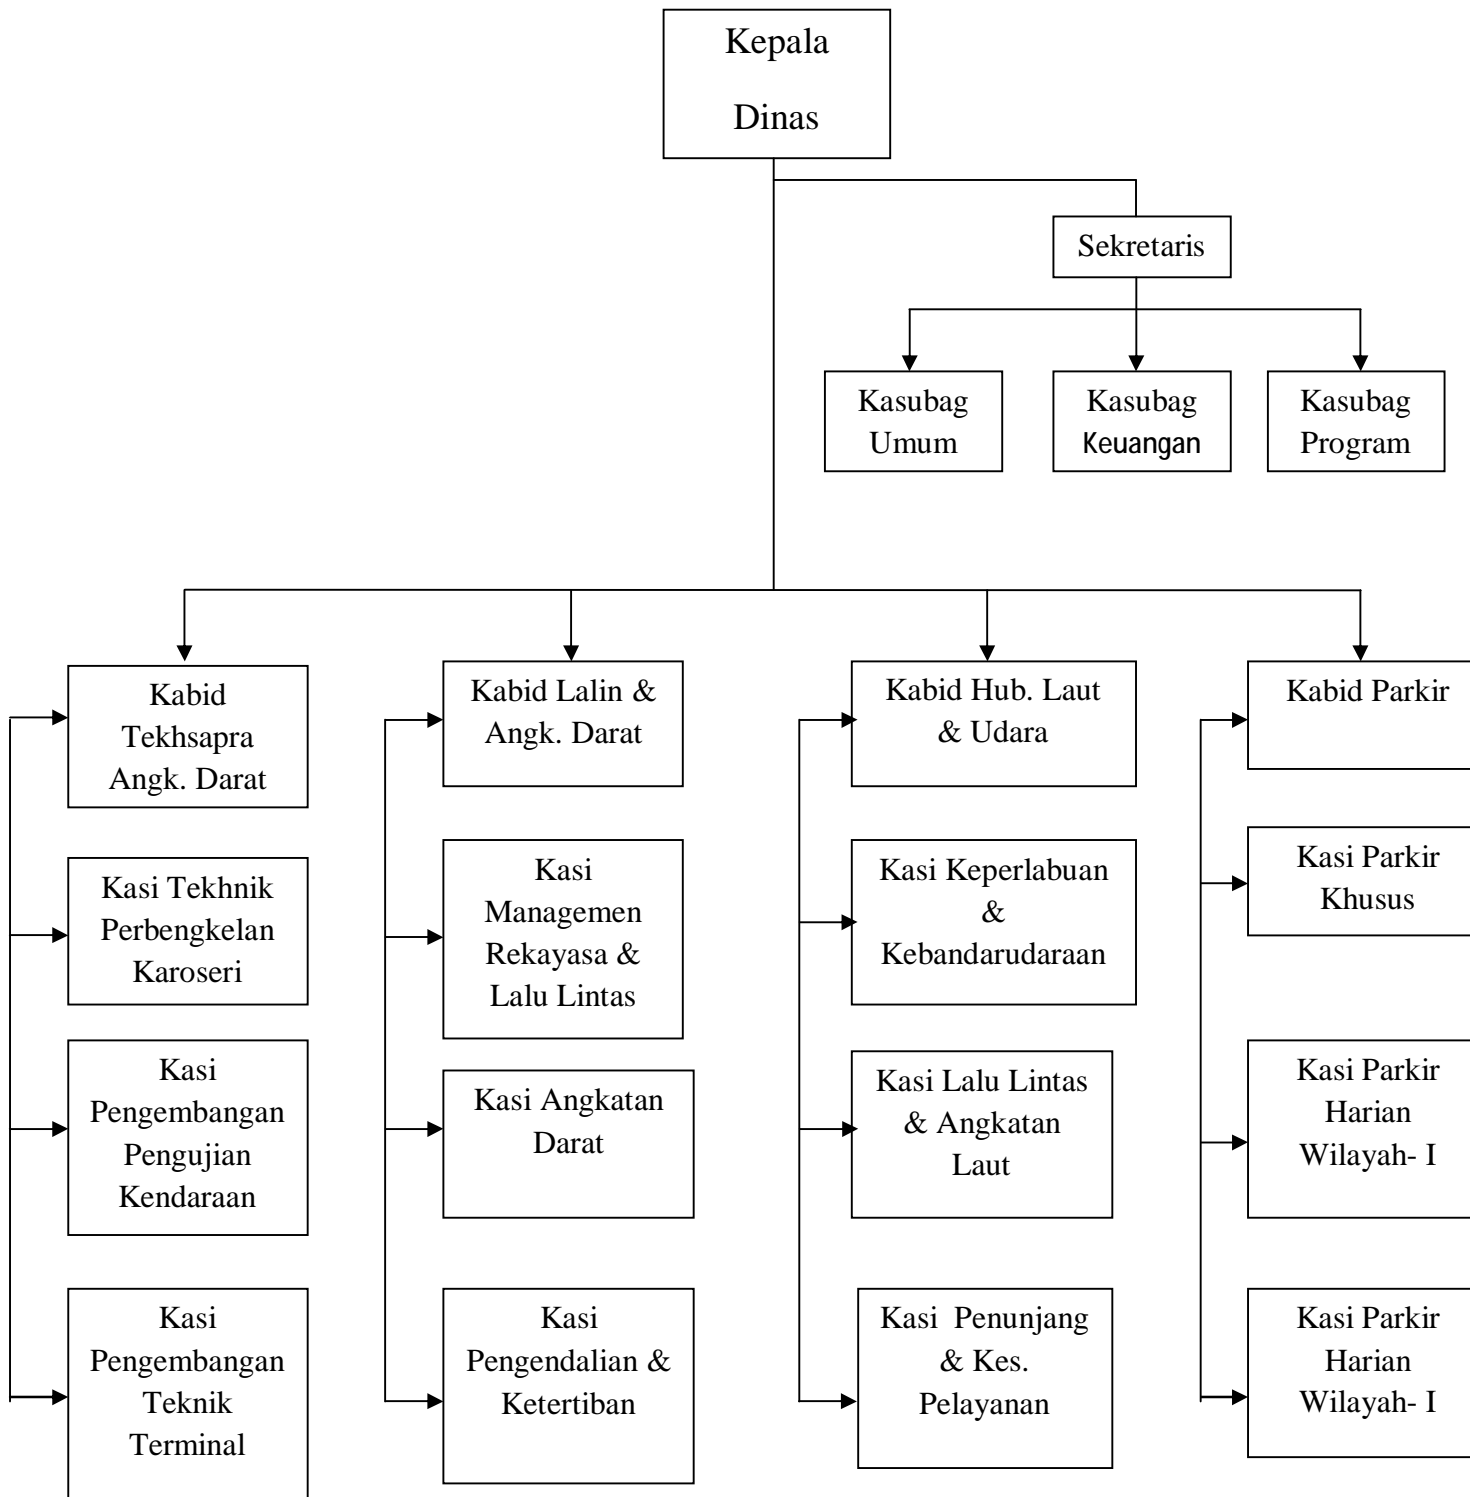 Kepala
Dinas
Sekretaris
Kasubag
Umum
Kasubag
Keuangan
Kasubag
Program
Kabid
Tekhsapra
Angk. Darat
Kabid Lalin &
Angk. Darat
Kabid Hub. Laut
& Udara
Kabid Parkir
Kasi Tekhnik
Perbengkelan
Karoseri
Kasi
Managemen
Rekayasa &
Lalu Lintas
Kasi Keperlabuan
&
Kebandarudaraan
Kasi Parkir
Khusus
Kasi
Pengembangan
Pengujian
Kendaraan
Kasi Angkatan
Darat
Kasi Lalu Lintas
& Angkatan
Laut
Kasi Parkir
Harian
Wilayah- I
Kasi
Pengembangan
Teknik
Terminal
Kasi
Pengendalian &
Ketertiban
Kasi  Penunjang
& Kes.
Pelayanan
Kasi Parkir
Harian
Wilayah- I